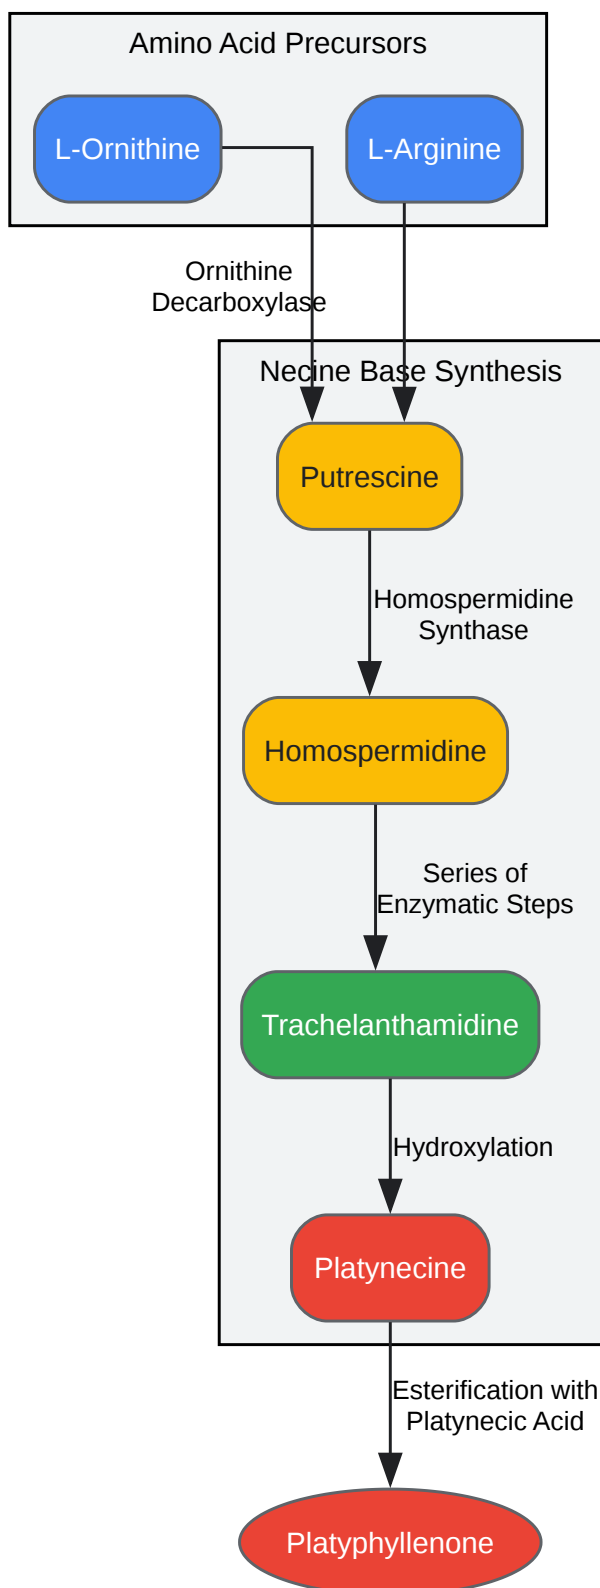 Amino Acid Precursors
L-Ornithine
L-Arginine
Ornithine
Decarboxylase
Necine Base Synthesis
Putrescine
Homospermidine
Synthase
Homospermidine
Series of
Enzymatic Steps
Trachelanthamidine
Hydroxylation
Platynecine
Esterification with
Platynecic Acid
Platyphyllenone